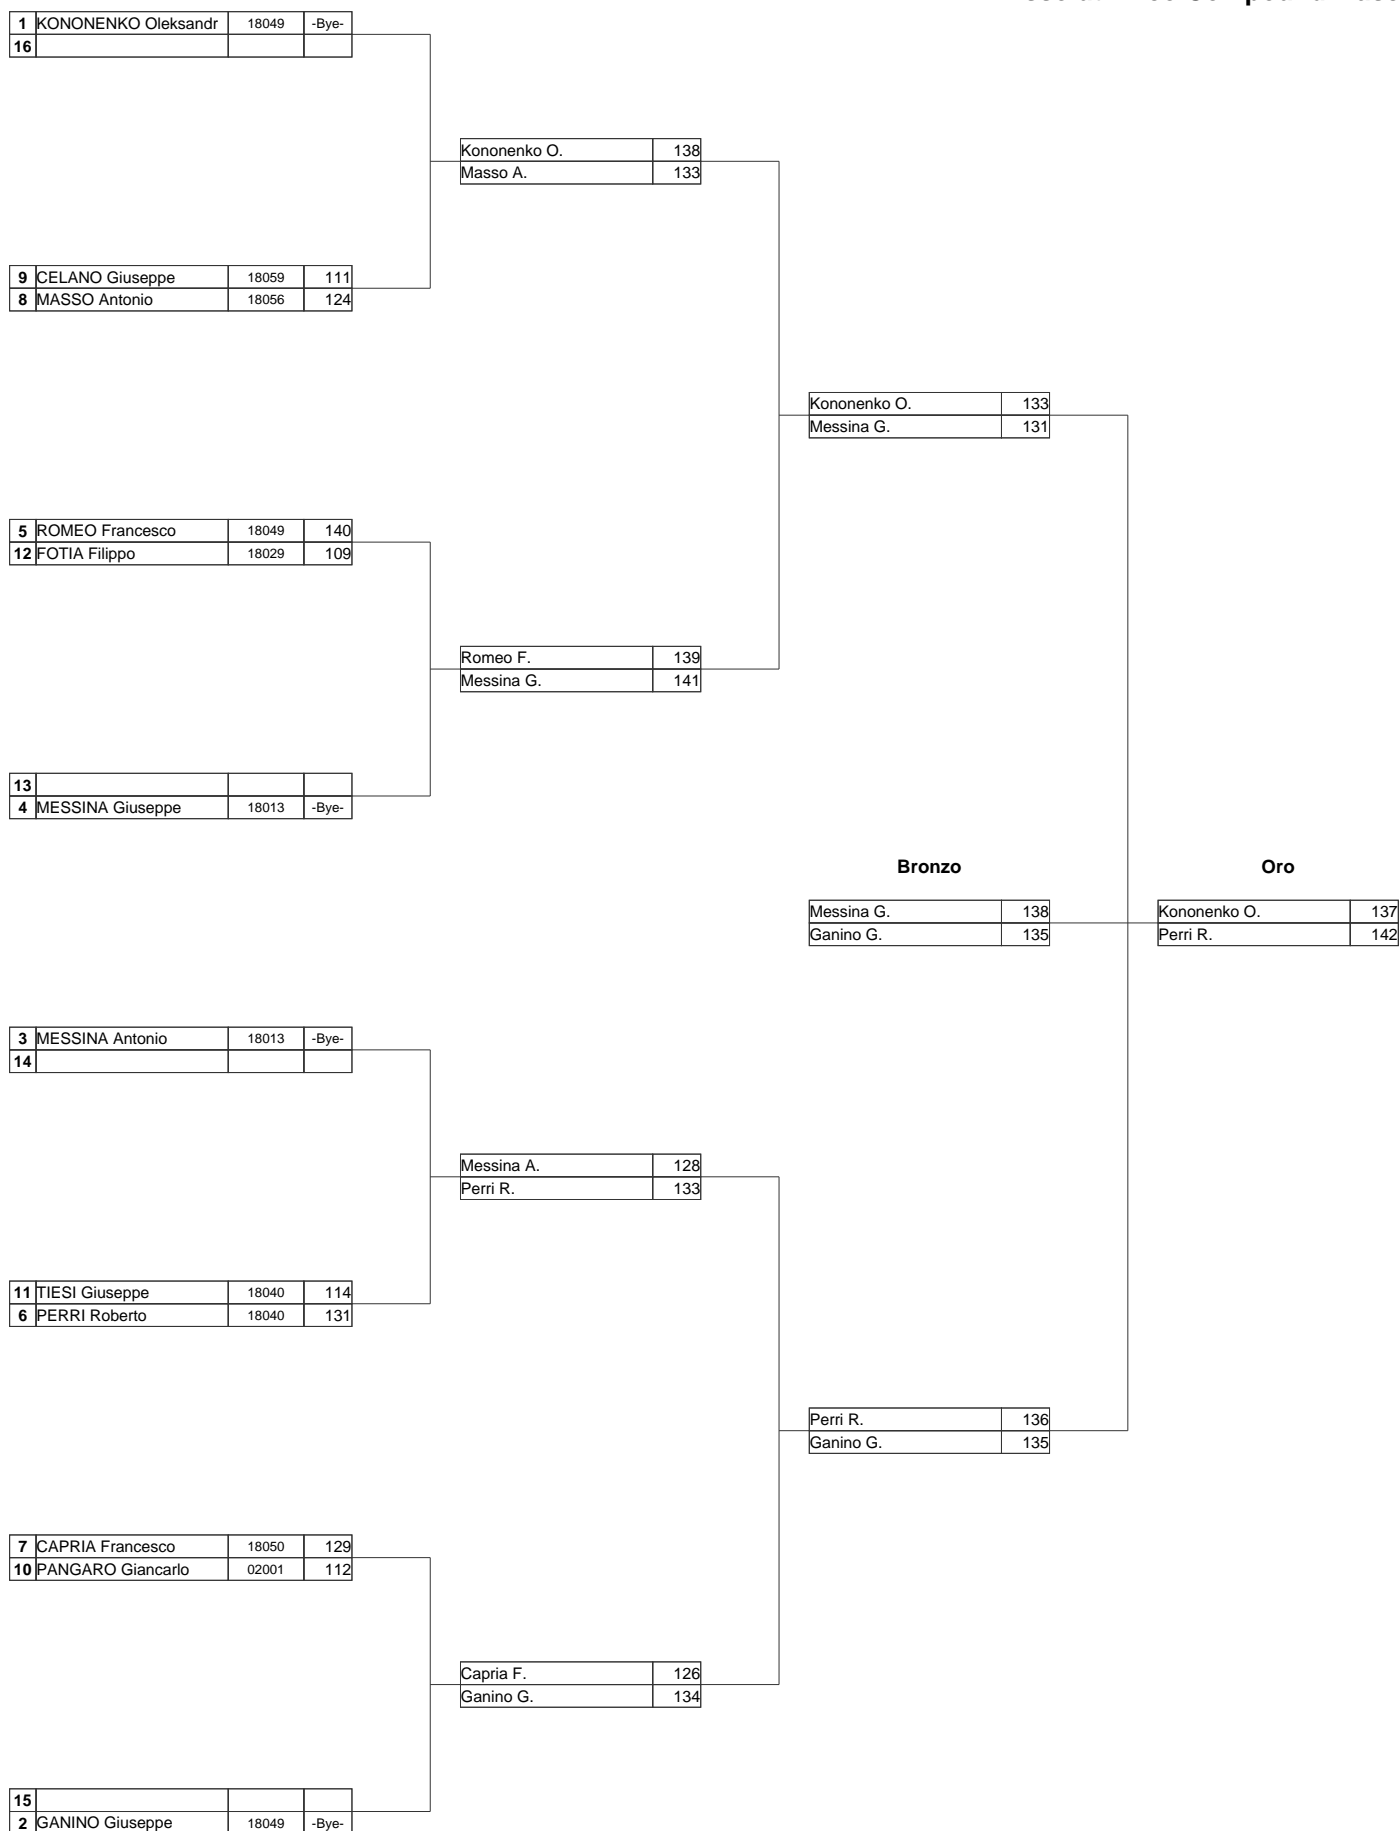 1 KONONENKO Oleksandr 18049 -Bye-
16
Kononenko O. 138
Masso A. 133
9 CELANO Giuseppe 18059 111
8 MASSO Antonio 18056 124
Kononenko O. 133
Messina G. 131
5 ROMEO Francesco 18049 140
12 FOTIA Filippo 18029 109
Romeo F. 139
Messina G. 141
13
4 MESSINA Giuseppe 18013 -Bye-
Bronzo Oro
Messina G. 138 Kononenko O. 137
Ganino G. 135 Perri R. 142
3 MESSINA Antonio 18013 -Bye-
14
Messina A. 128
Perri R. 133
11 TIESI Giuseppe 18040 114
6 PERRI Roberto 18040 131
Perri R. 136
Ganino G. 135
7 CAPRIA Francesco 18050 129
10 PANGARO Giancarlo 02001 112
Capria F. 126
Ganino G. 134
15
2 GANINO Giuseppe 18049 -Bye-